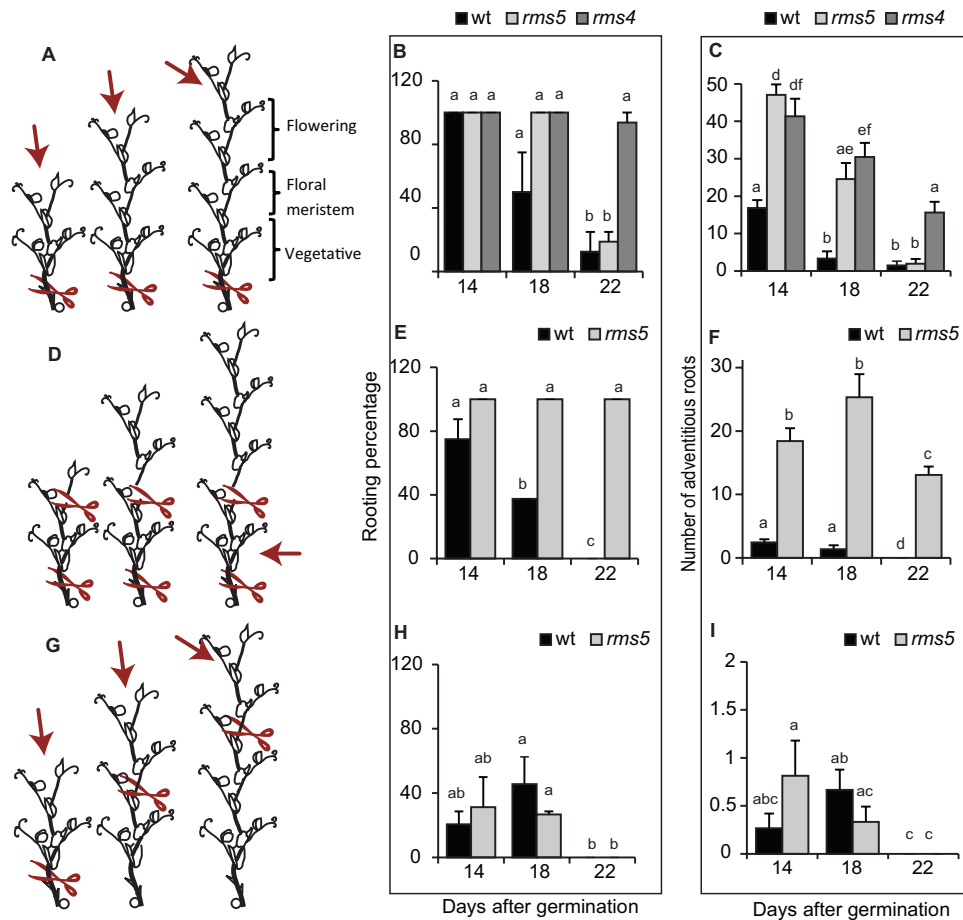 A
Flowering
Floral
meristem
Vegetative
wt rms5 rms4
B
120
80
40
0
a a a
a
a a
b b
a
14 18 22
wt rms5 rms4
C
50
40
30
20
10
0
a
d
df
b
ae
ef
b b
a
14 18 22
D
Rooting percentage
wt rms5
E
120
80
40
0
a
a
b
a
c
a
14 18 22
Number of adventitious roots
wt rms5
F
30
20
10
0
a
b
a
b
d
c
14 18 22
G
wt rms5
H
120
80
40
0
ab
ab
ab
a
b b
14 18 22
Days after germination
wt rms5
I
2
1.5
1
0.5
0
abc
a
ab
ac
c c
14 18 22
Days after germination